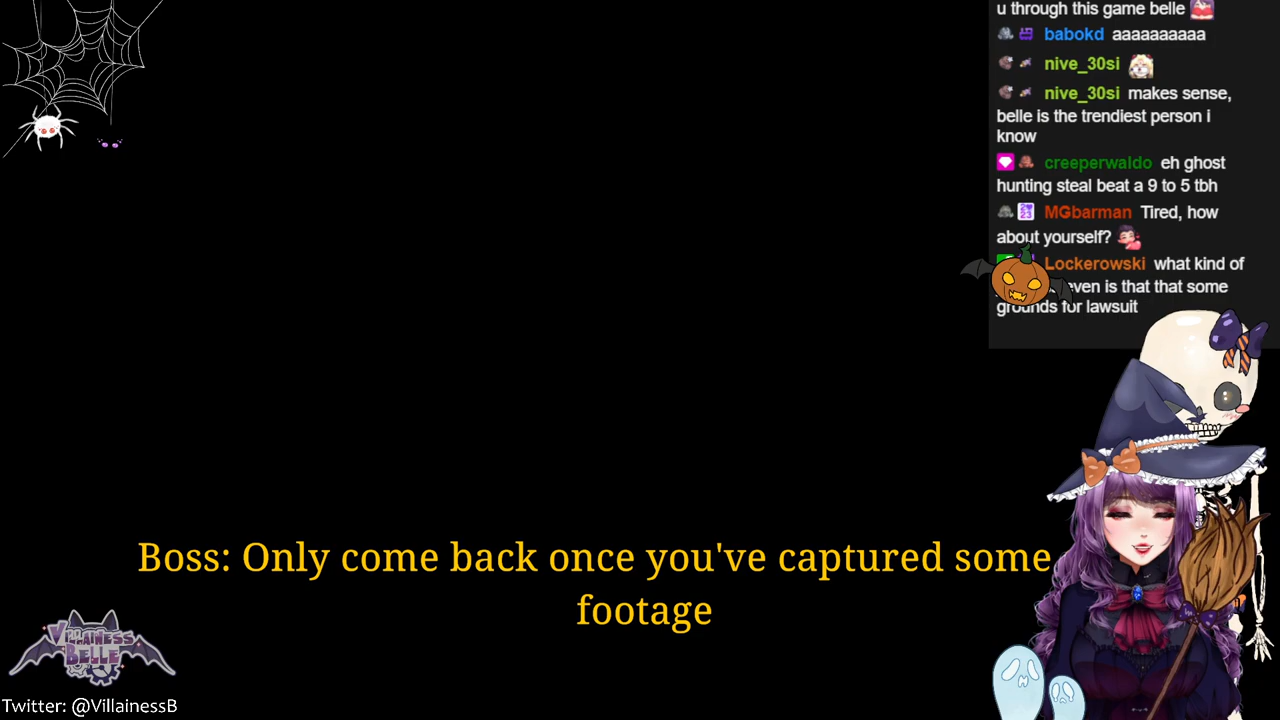 u through this game belle
babokd aaaaaaaaaa
nive_30si
nive_30si makes sense,
belle is the trendiest person i
know
creeperwaldo eh ghost
hunting steal beat a 9 to 5 tbh
MGbarman Tired, how
about yourself?
Lockerowski what kind of
even is that that some
grounds for lawsuit
Boss: Only come back once you've captured some
footage
VILLAINESS
BELLE
Twitter: @VillainessB